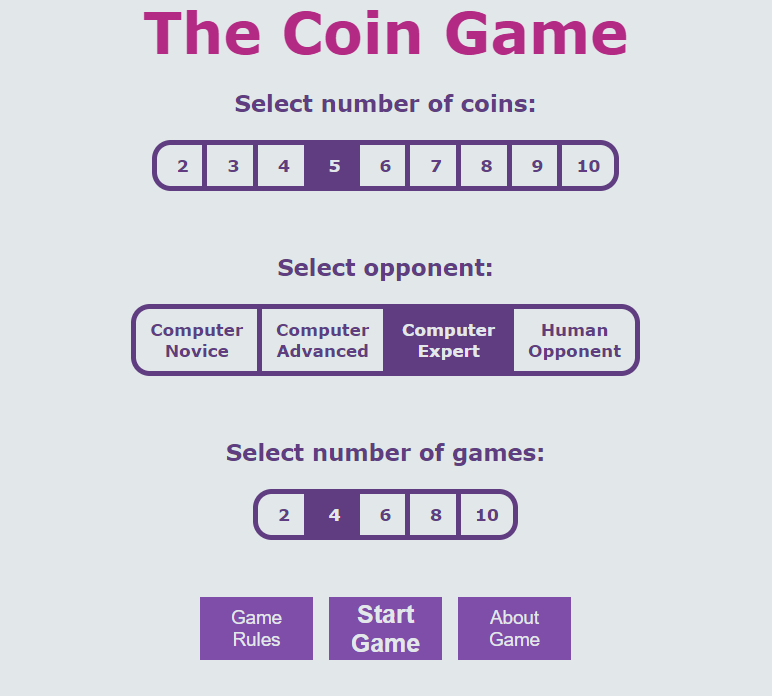 The Coin Game
Select number of coins:
2 3 4 5 6 7 8 9 10
Select opponent:
Computer Novice
Computer Advanced
Computer Expert
Human Opponent
Select number of games:
2 4 6 8 10
Game Rules
Start Game
About Game